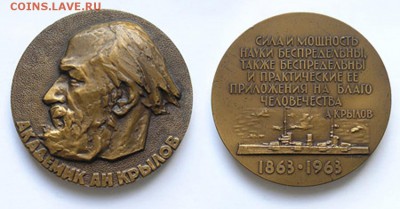 COINS.LAVE.RU
АКАДЕМИК·АН КРЫЛОВ
СИЛА И МОЩНОСТЬ
НАУКИ БЕСПРЕДЕЛЬНЫ,
ТАКЖЕ БЕСПРЕДЕЛЬНЫ
И ПРАКТИЧЕСКИЕ ЕЕ
ПРИЛОЖЕНИЯ НА БЛАГО
ЧЕЛОВЕЧЕСТВА
А.КРЫЛОВ
1863·1963